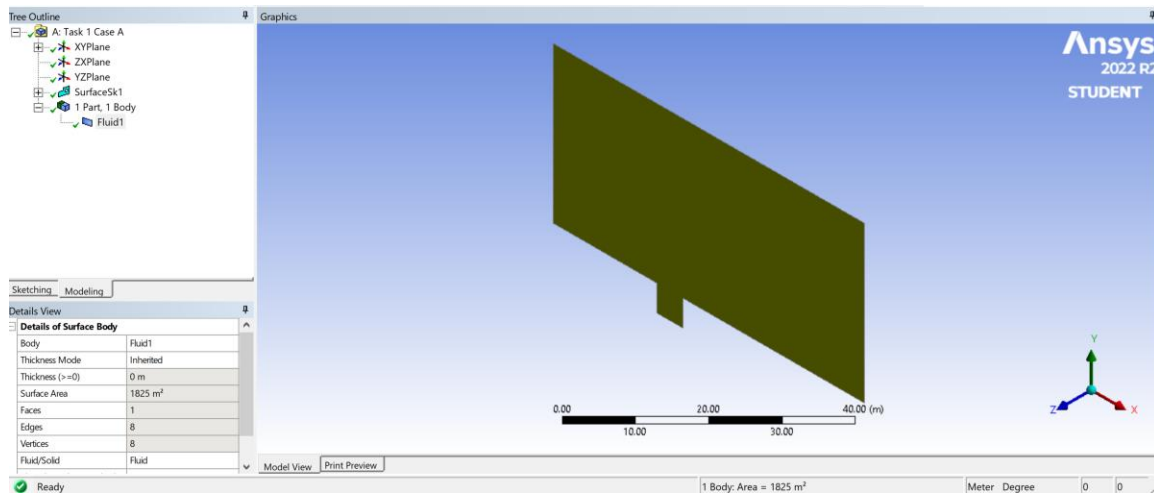 Tree Outline
A: Task 1 Case A
XYPlane
ZXPlane
YZPlane
SurfaceSk1
1 Part, 1 Body
Fluid1
Sketching Modeling
Details View
Details of Surface Body
Body Fluid1
Thickness Mode Inherited
Thickness (>=0) 0 m
Surface Area 1825 m²
Faces 1
Edges 8
Vertices 8
Fluid/Solid Fluid
Graphics
Ansys
2022 R2
STUDENT
0.00 20.00 40.00 (m)
10.00 30.00
Y
Z X
Model View Print Preview
Ready 1 Body: Area = 1825 m² Meter Degree 0 0